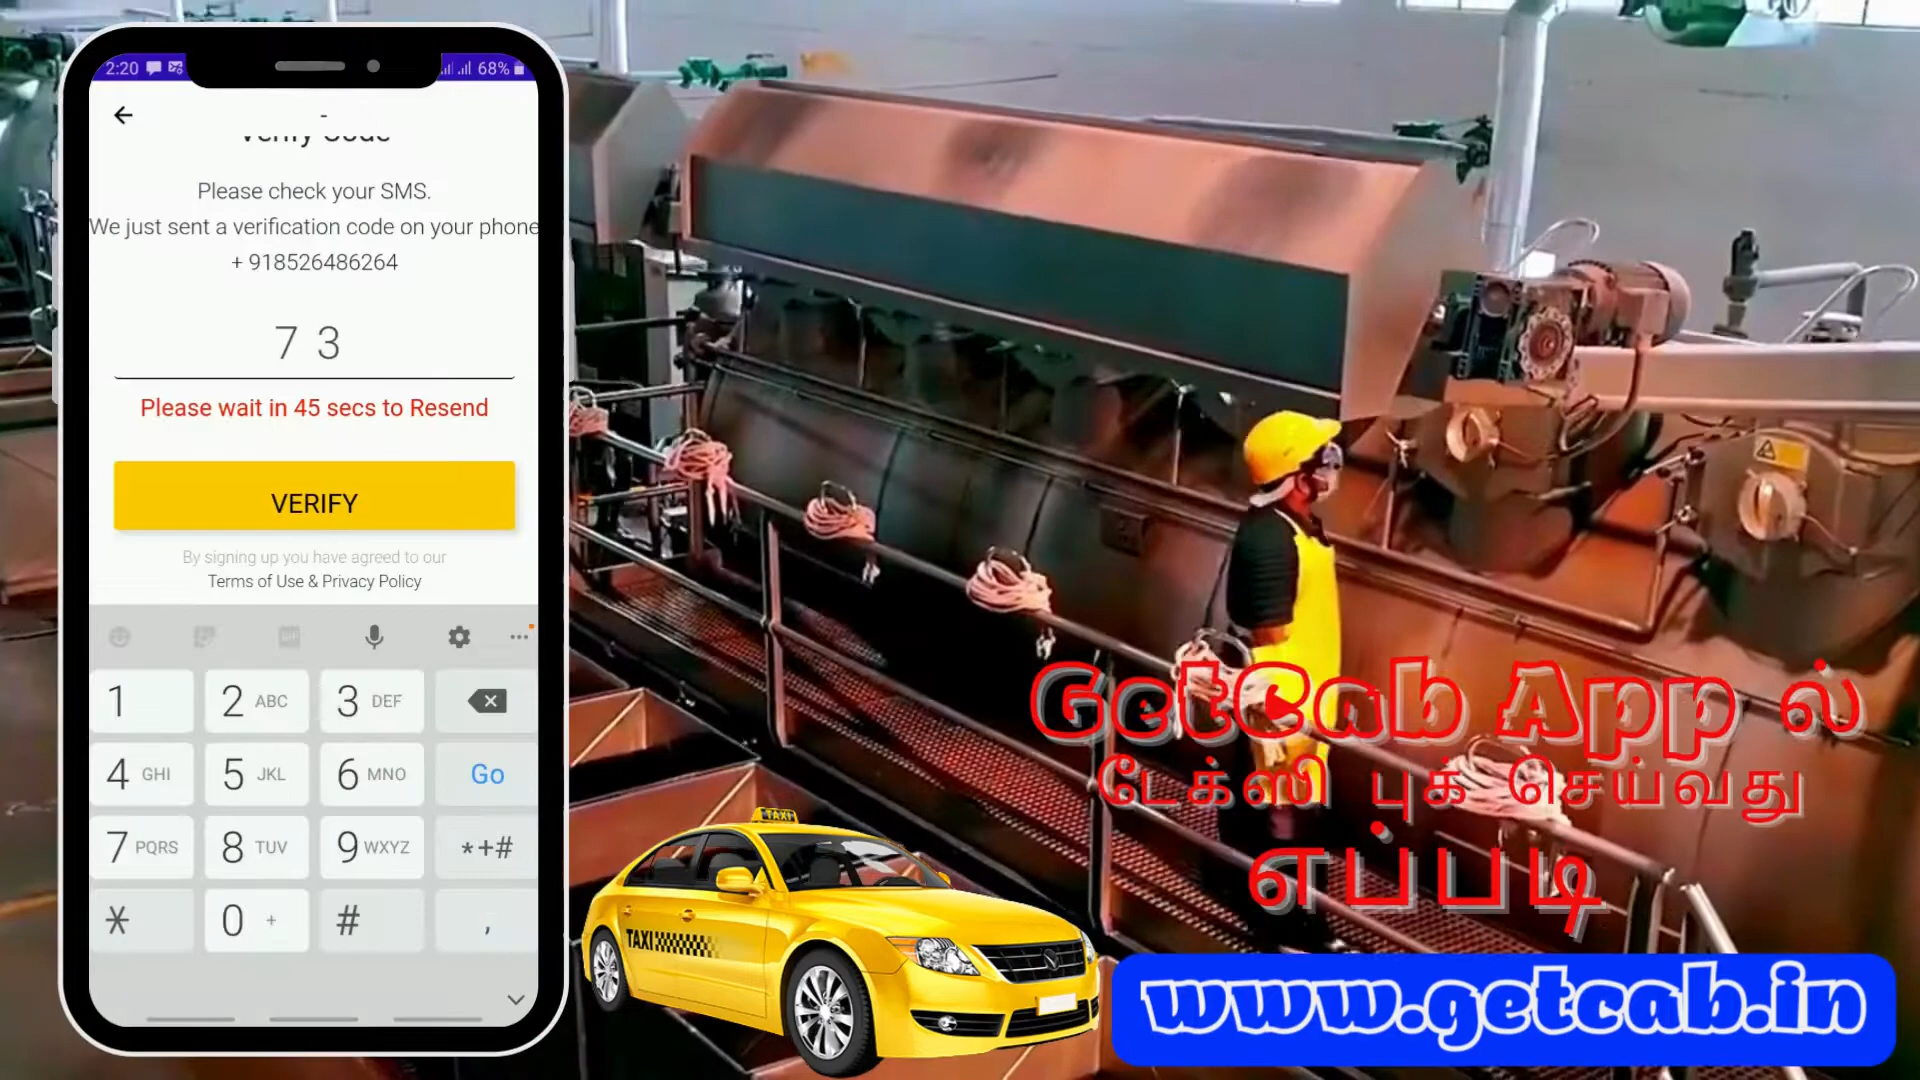 2:20
68%
Verify Code
Please check your SMS.
We just sent a verification code on your phone
+ 918526486264
7 3
Please wait in 45 secs to Resend
VERIFY
By signing up you have agreed to our
Terms of Use & Privacy Policy
GIF
1
2 ABC
3 DEF
4 GHI
5 JKL
6 MNO
Go
7 PQRS
8 TUV
9 WXYZ
*+#
*
0 +
#
,
TAXI
TAXI
GetCab App ல்
டேக்ஸி புக் செய்வது
எப்படி
www.getcab.in